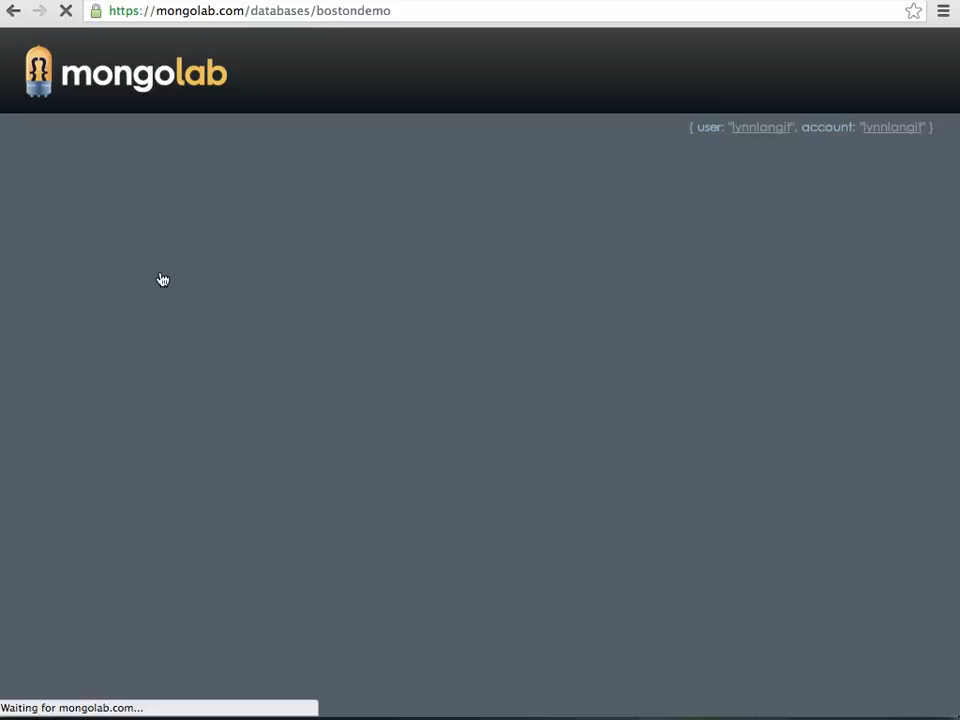 https://mongolab.com/databases/bostondemo
mongolab
{ user: "lynnlangit", account: "lynnlangit" }
Waiting for mongolab.com...